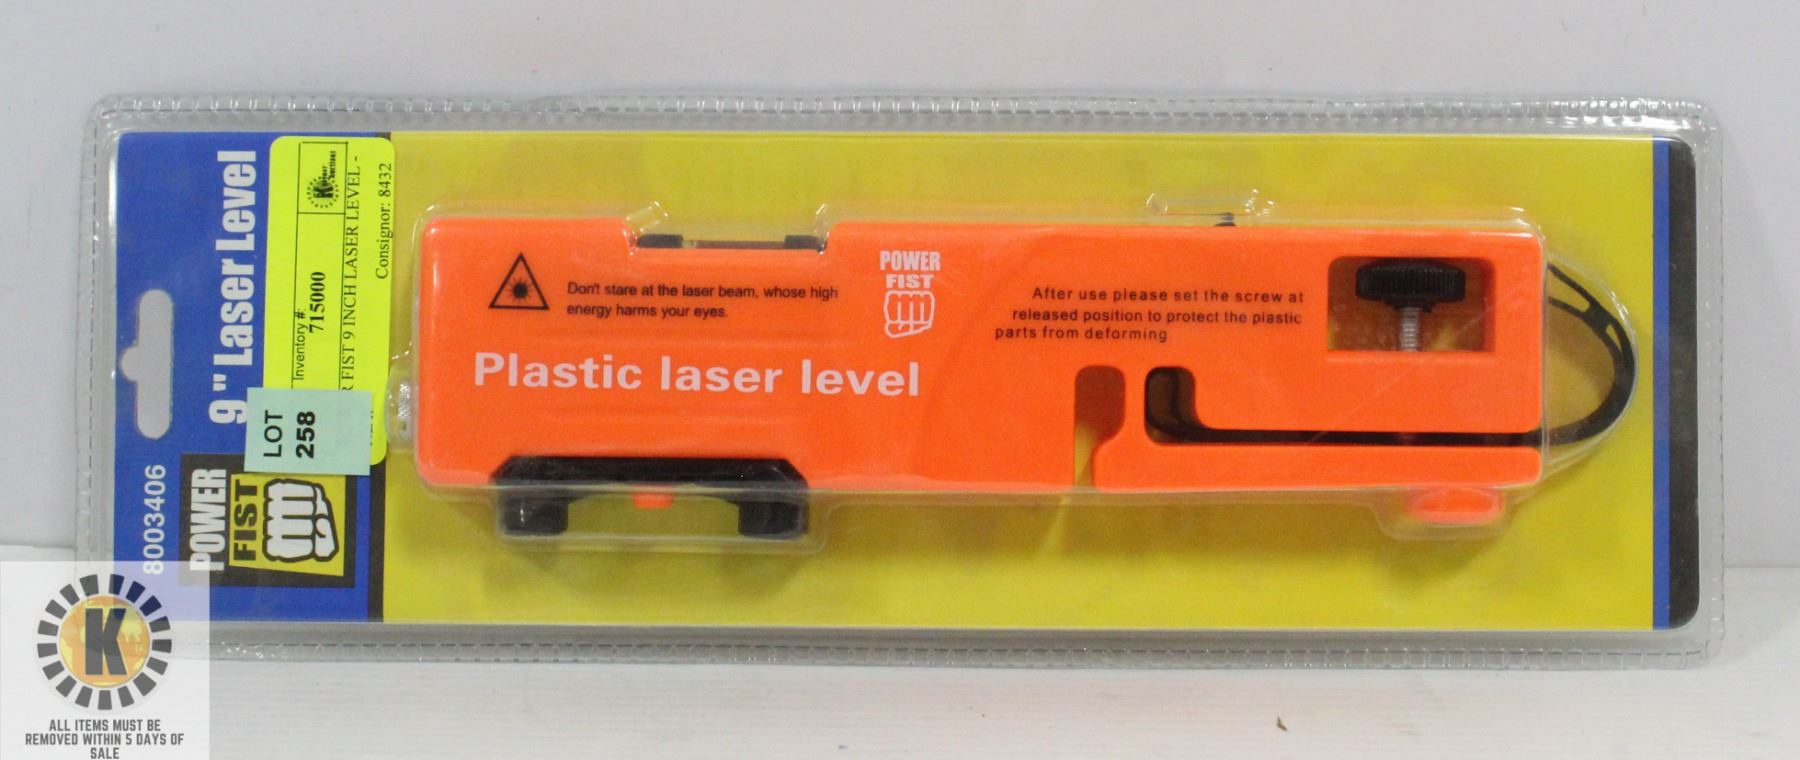 9" Laser Level
8003406
POWER
FIST
Inventory #:
715000
FIST 9 INCH LASER LEVEL -
Consignor: 8432
LOT
258
Don't stare at the laser beam, whose high
energy harms your eyes.
Plastic laser level
POWER
FIST
After use please set the screw at
released position to protect the plastic
parts from deforming
K
ALL ITEMS MUST BE
REMOVED WITHIN 5 DAYS OF
SALE